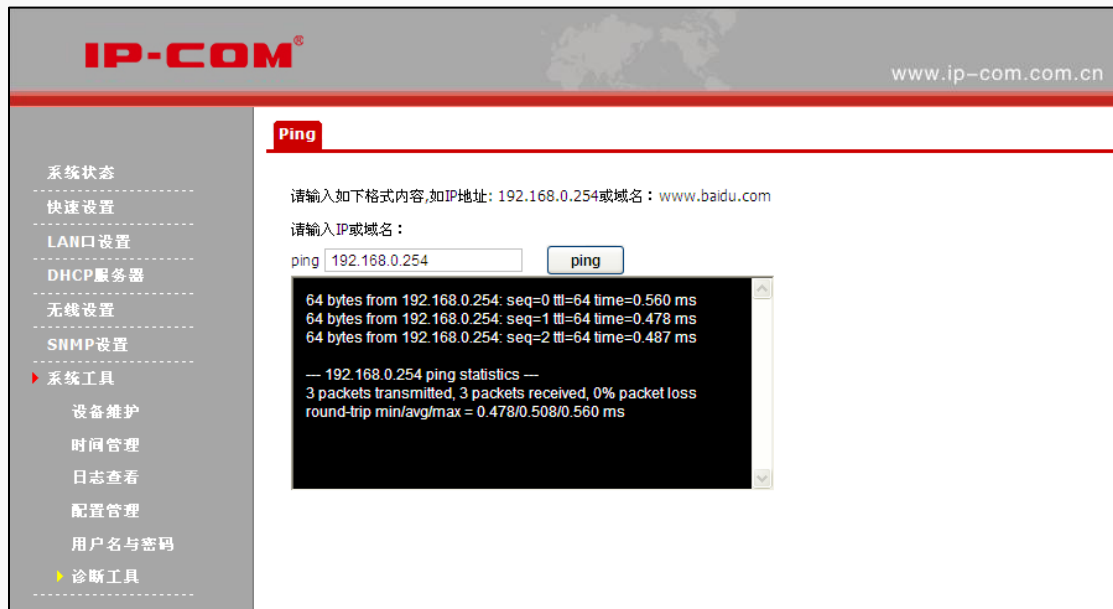 IP-COM®
www.ip-com.com.cn
Ping
系统状态
快速设置
LAN口设置
DHCP服务器
无线设置
SNMP设置
系统工具
设备维护
时间管理
日志查看
配置管理
用户名与密码
诊断工具
请输入如下格式内容,如IP地址: 192.168.0.254或域名：www.baidu.com
请输入IP或域名：
ping 192.168.0.254 ping
64 bytes from 192.168.0.254: seq=0 ttl=64 time=0.560 ms
64 bytes from 192.168.0.254: seq=1 ttl=64 time=0.478 ms
64 bytes from 192.168.0.254: seq=2 ttl=64 time=0.487 ms
--- 192.168.0.254 ping statistics ---
3 packets transmitted, 3 packets received, 0% packet loss
round-trip min/avg/max = 0.478/0.508/0.560 ms